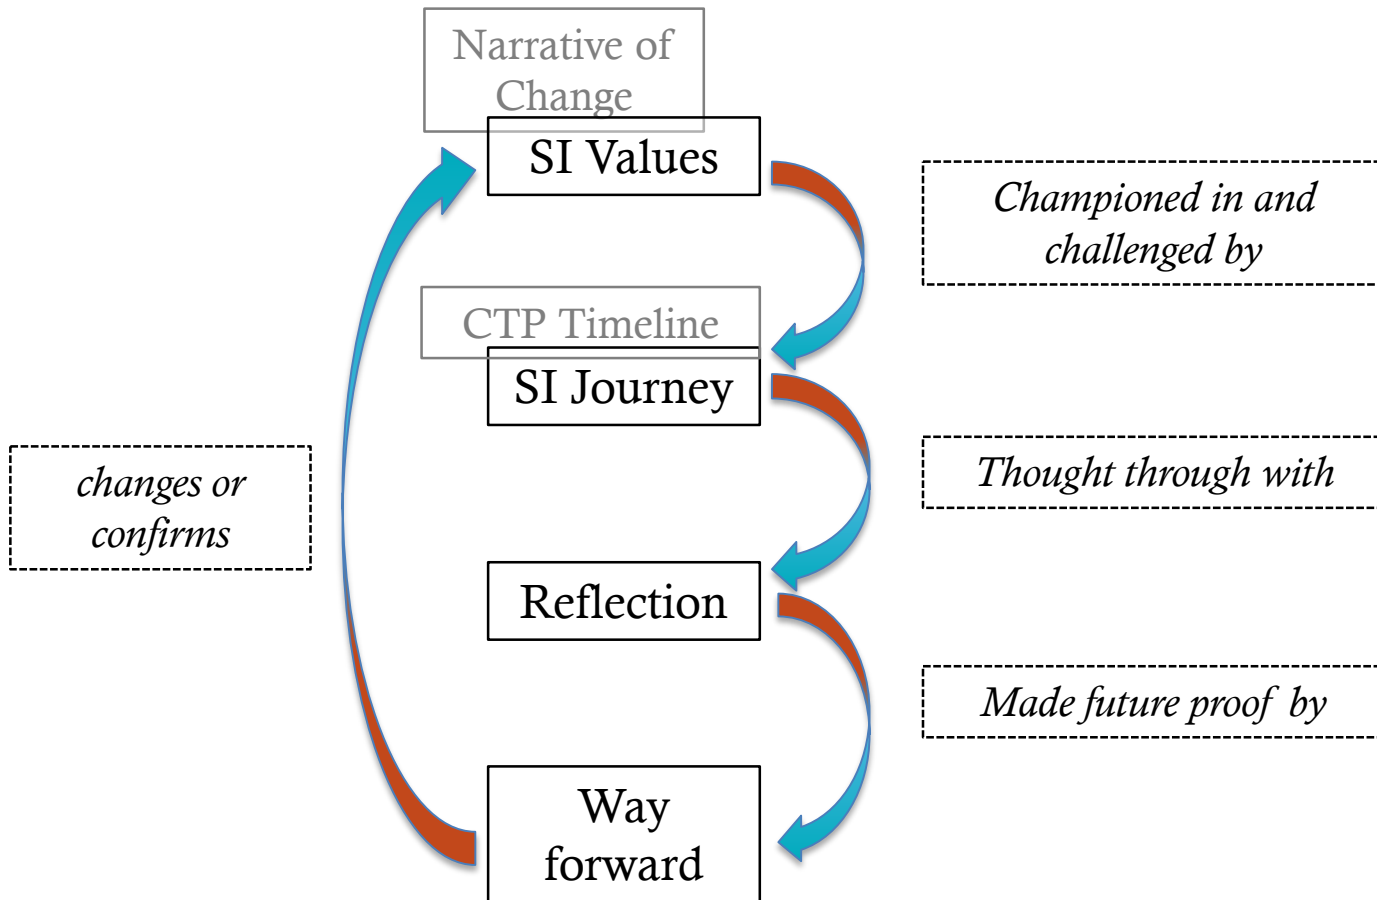 Narrative of
Change
SI Values
Championed in and
challenged by
CTP Timeline
SI Journey
changes or
confirms
Thought through with
Reflection
Made future proof by
Way
forward